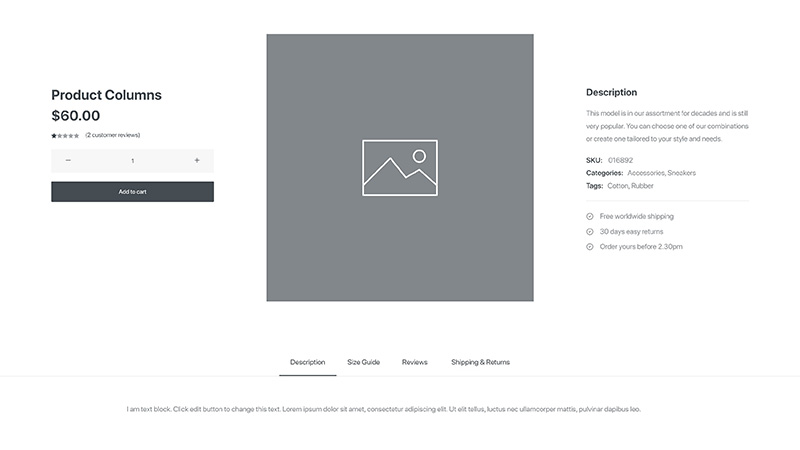 Product Columns
$60.00
(2 customer reviews)
− 1 +
Add to cart
Description
This model is in our assortment for decades and is still
very popular. You can choose one of our combinations
or create one tailored to your style and needs.
SKU: 016892
Categories: Accessories, Sneakers
Tags: Cotton, Rubber
Free worldwide shipping
30 days easy returns
Order yours before 2.30pm
Description Size Guide Reviews Shipping & Returns
I am text block. Click edit button to change this text. Lorem ipsum dolor sit amet, consectetur adipiscing elit. Ut elit tellus, luctus nec ullamcorper mattis, pulvinar dapibus leo.